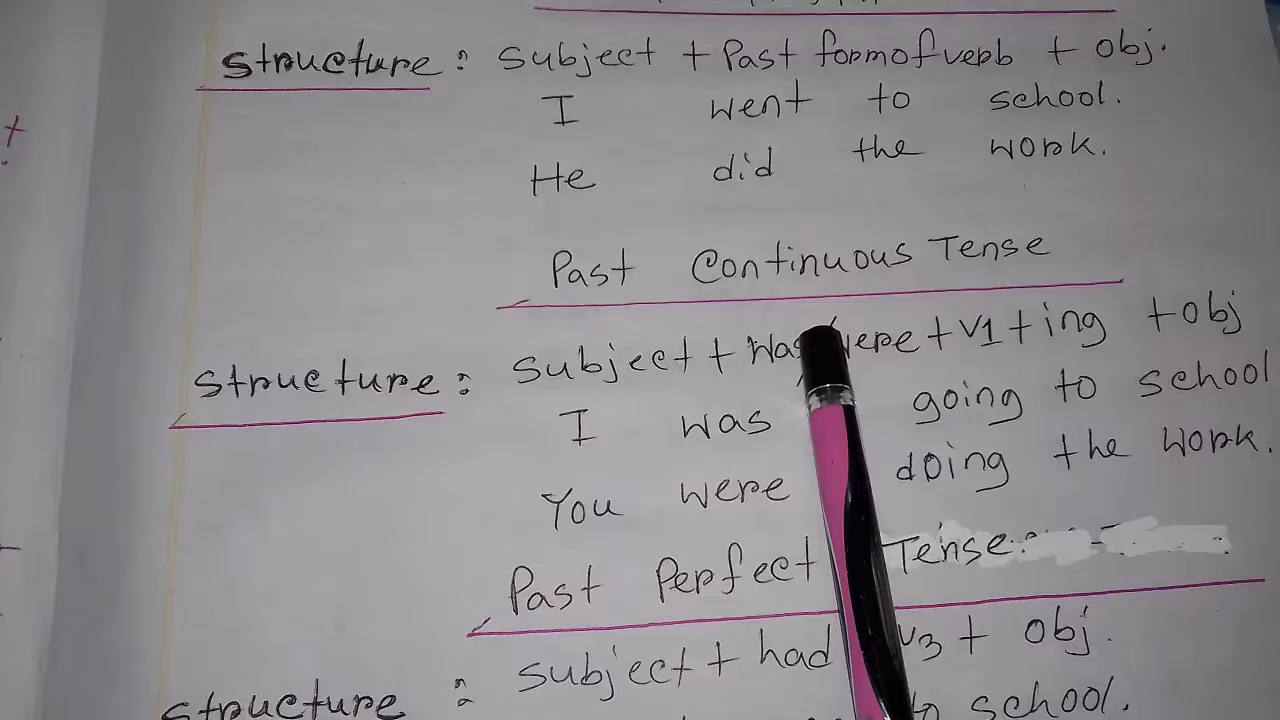 Structure: Subject + Past form of verb + obj.
I went to school.
He did the work.
Past Continuous Tense
Structure: Subject + was/were + V1 + ing + obj
I was going to school
You were doing the work.
Past Perfect Tense
Structure: Subject + had V3 + obj.
to school.